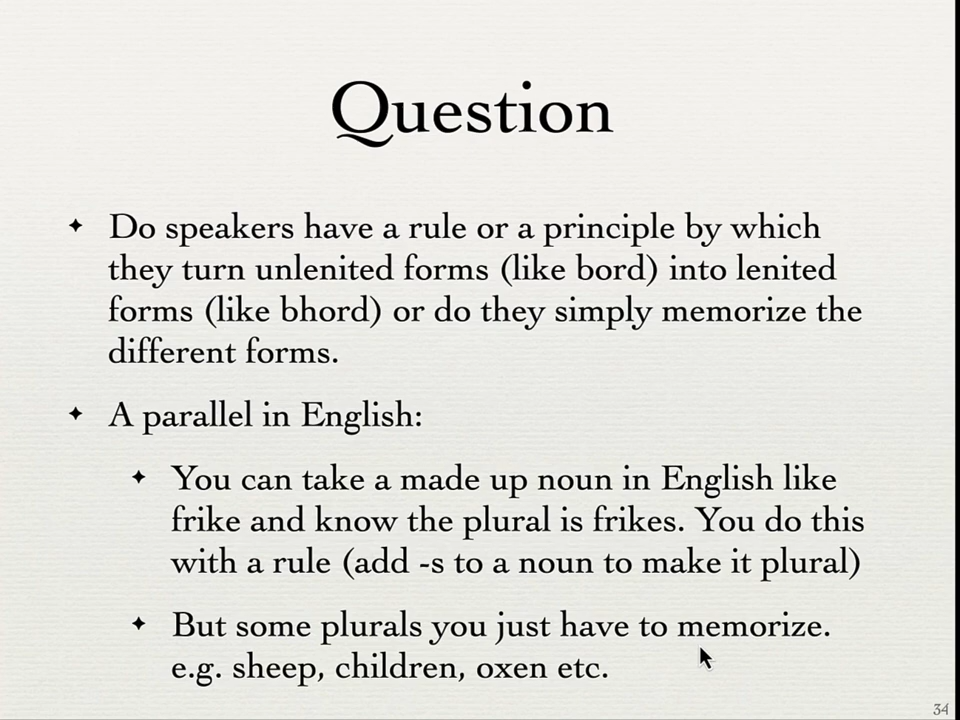 Question
✦ Do speakers have a rule or a principle by which
they turn unlenited forms (like bord) into lenited
forms (like bhord) or do they simply memorize the
different forms.
✦ A parallel in English:
✦ You can take a made up noun in English like
frike and know the plural is frikes. You do this
with a rule (add -s to a noun to make it plural)
✦ But some plurals you just have to memorize.
e.g. sheep, children, oxen etc.
34